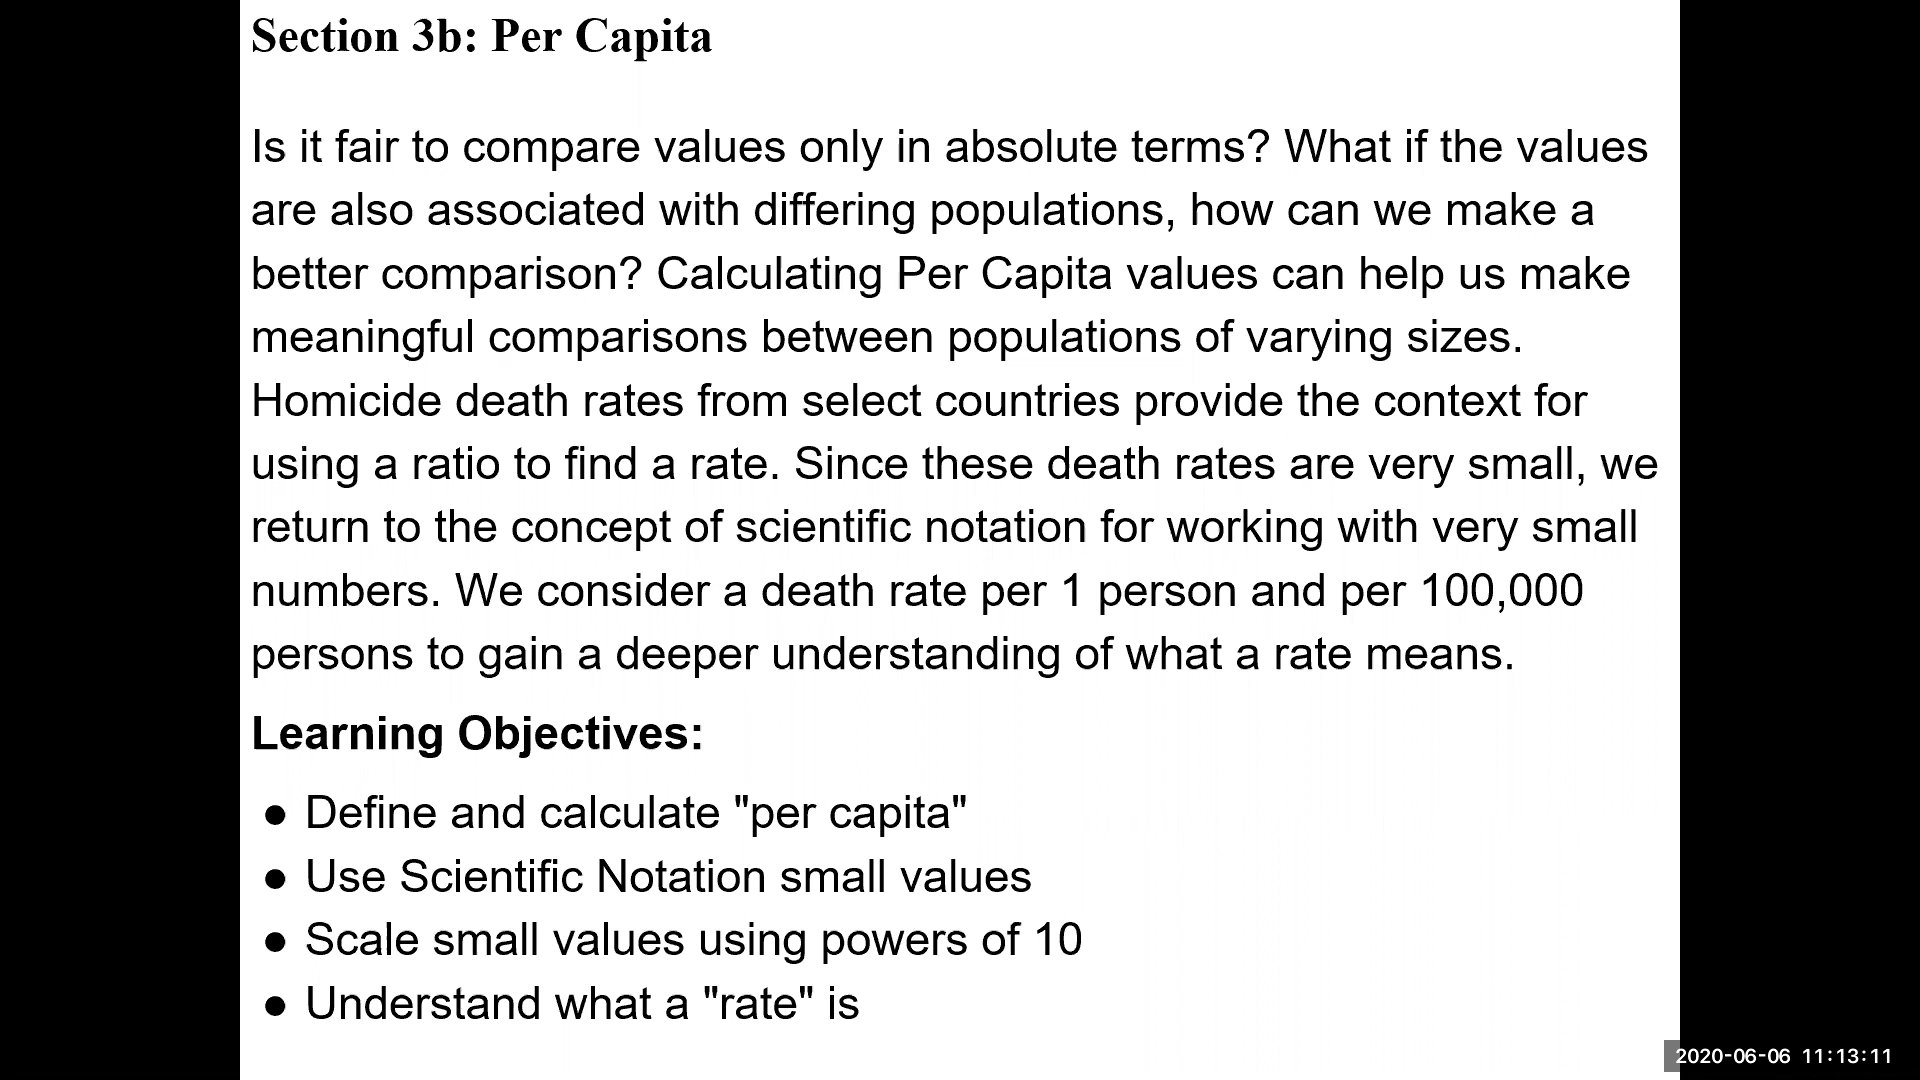 Section 3b: Per Capita
Is it fair to compare values only in absolute terms? What if the values
are also associated with differing populations, how can we make a
better comparison? Calculating Per Capita values can help us make
meaningful comparisons between populations of varying sizes.
Homicide death rates from select countries provide the context for
using a ratio to find a rate. Since these death rates are very small, we
return to the concept of scientific notation for working with very small
numbers. We consider a death rate per 1 person and per 100,000
persons to gain a deeper understanding of what a rate means.
Learning Objectives:
● Define and calculate "per capita"
● Use Scientific Notation small values
● Scale small values using powers of 10
● Understand what a "rate" is
2020-06-06 11:13:11